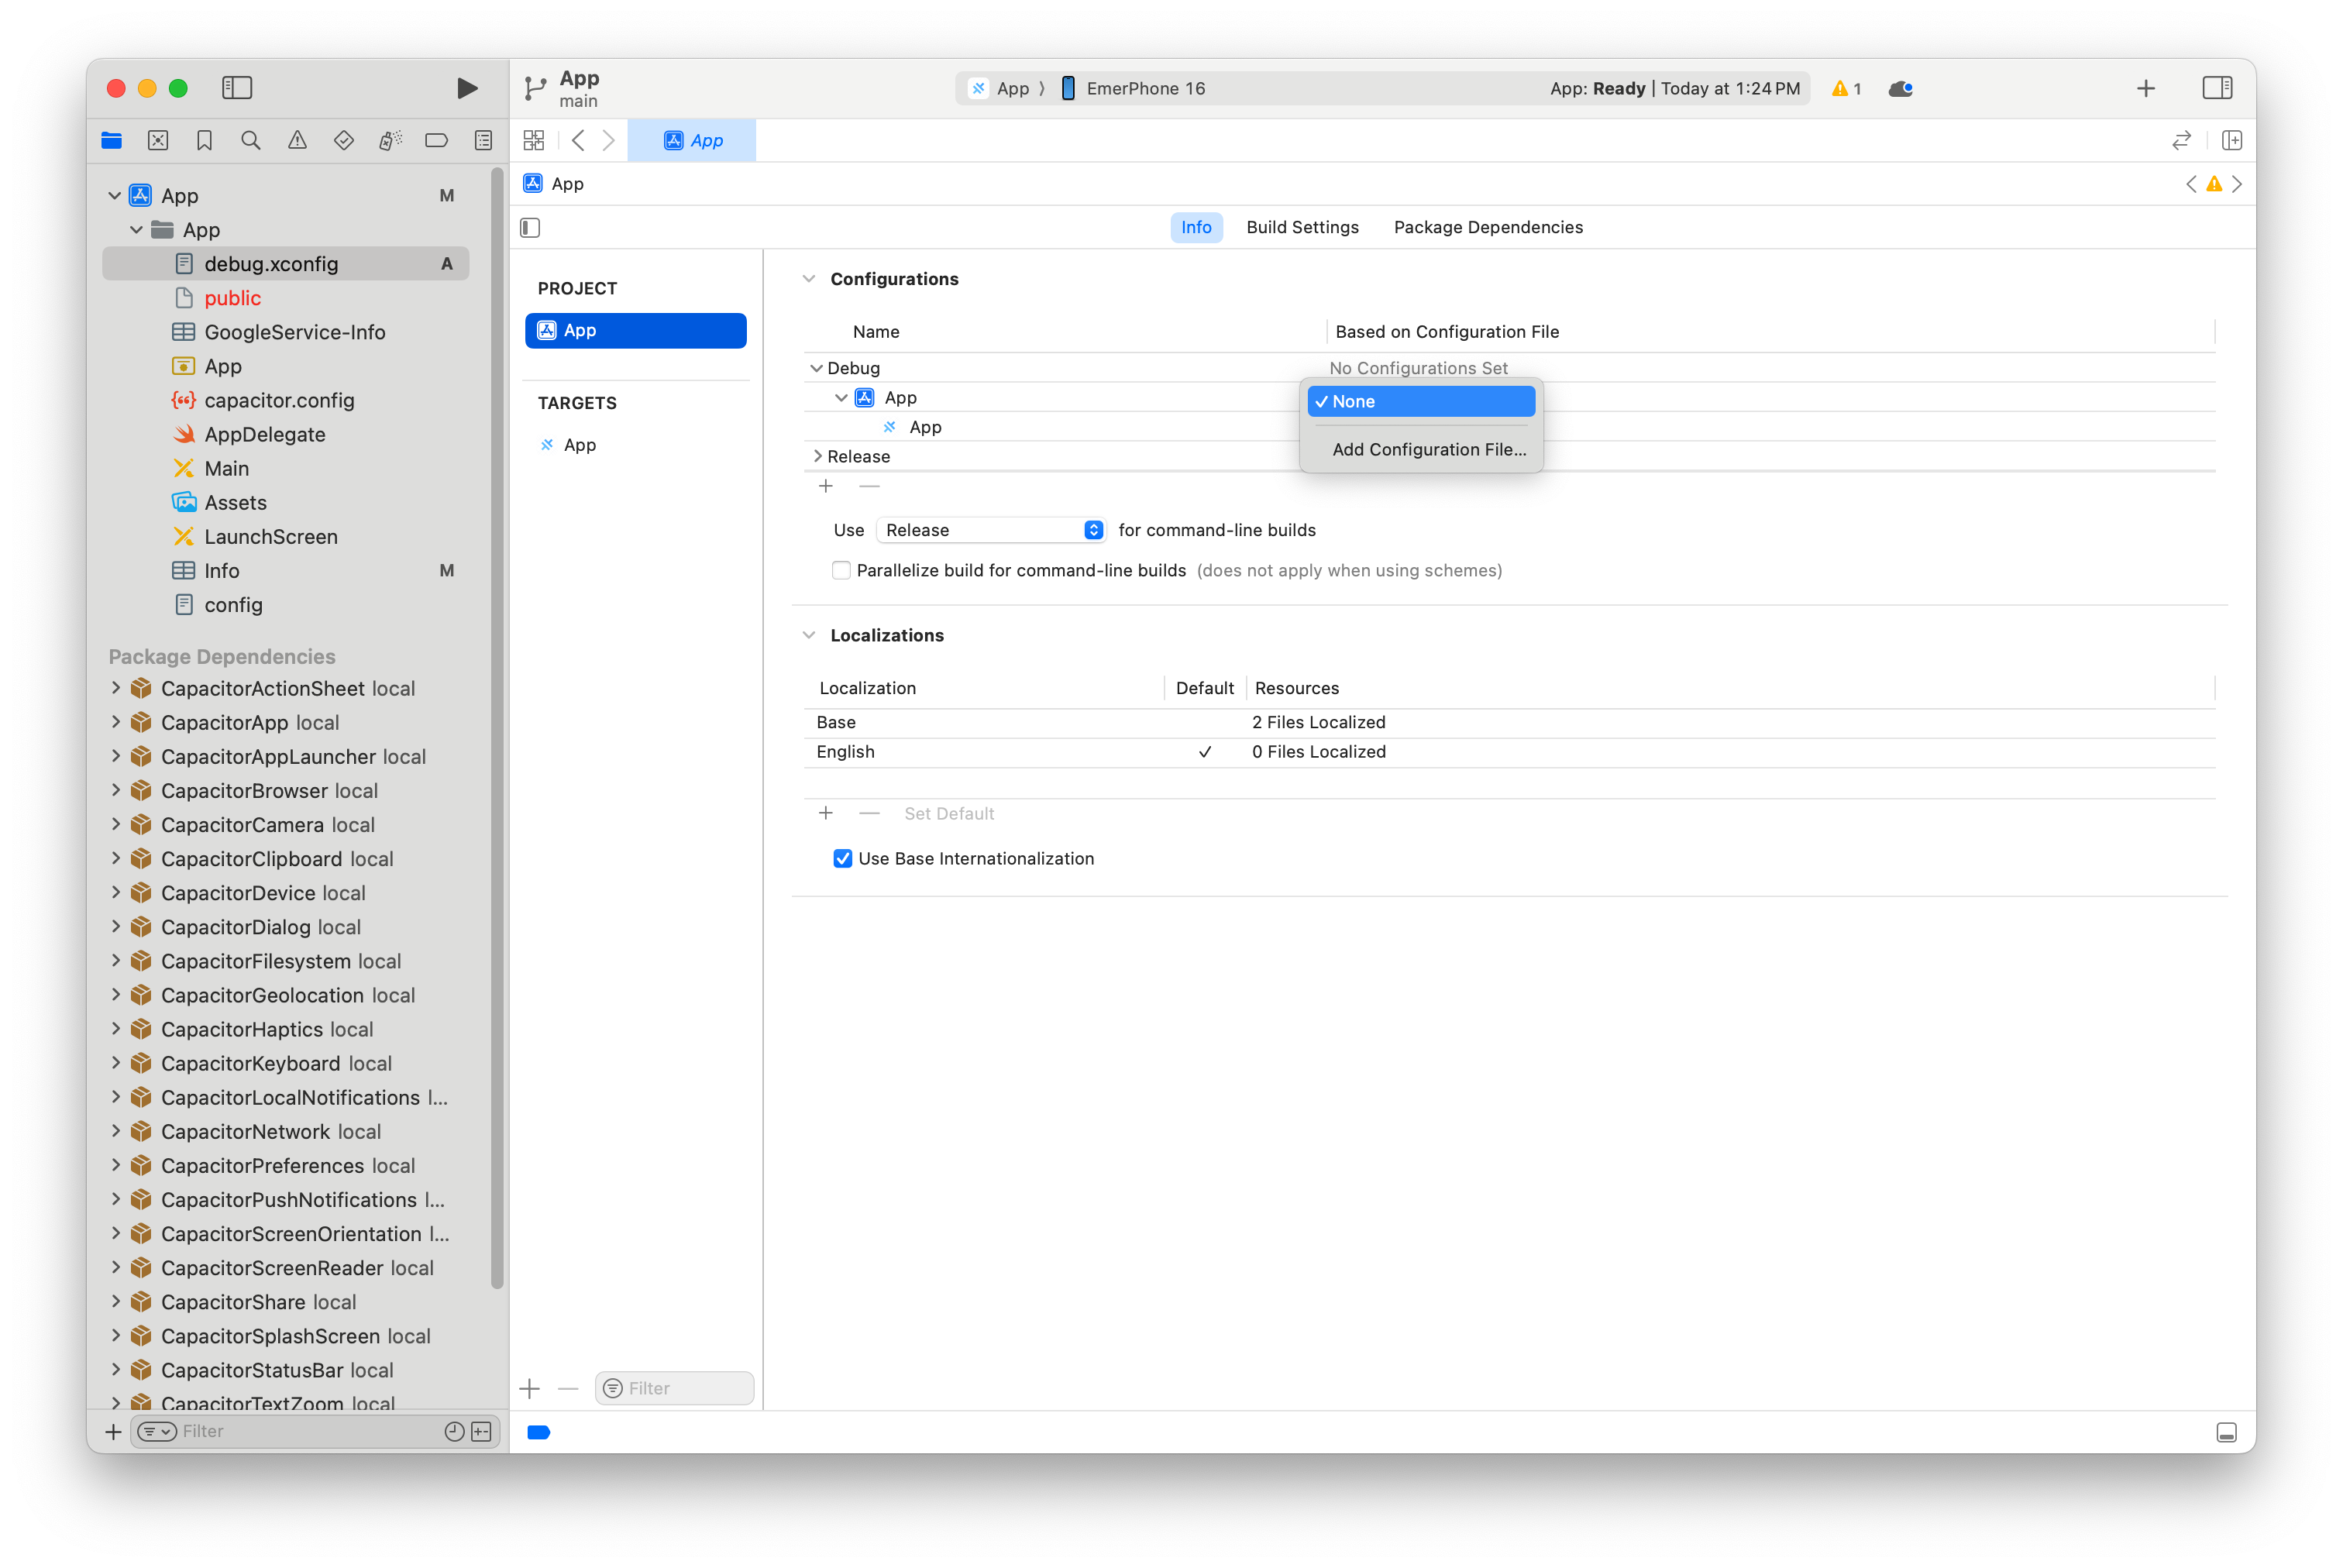 App
main
App
EmerPhone 16
App: Ready | Today at 1:24 PM
1
App
App
App
M
App
debug.xconfig
A
public
GoogleService-Info
App
capacitor.config
AppDelegate
Main
Assets
LaunchScreen
Info
M
config
Package Dependencies
CapacitorActionSheet local
CapacitorApp local
CapacitorAppLauncher local
CapacitorBrowser local
CapacitorCamera local
CapacitorClipboard local
CapacitorDevice local
CapacitorDialog local
CapacitorFilesystem local
CapacitorGeolocation local
CapacitorHaptics local
CapacitorKeyboard local
CapacitorLocalNotifications l...
CapacitorNetwork local
CapacitorPreferences local
CapacitorPushNotifications l...
CapacitorScreenOrientation l...
CapacitorScreenReader local
CapacitorShare local
CapacitorSplashScreen local
CapacitorStatusBar local
CapacitorTextZoom local
Filter
Info
Build Settings
Package Dependencies
PROJECT
App
TARGETS
App
Filter
Configurations
Name
Based on Configuration File
Debug
No Configurations Set
App
None
App
Add Configuration File...
Release
Use
Release
for command-line builds
Parallelize build for command-line builds (does not apply when using schemes)
Localizations
Localization
Default
Resources
Base
2 Files Localized
English
0 Files Localized
Set Default
Use Base Internationalization